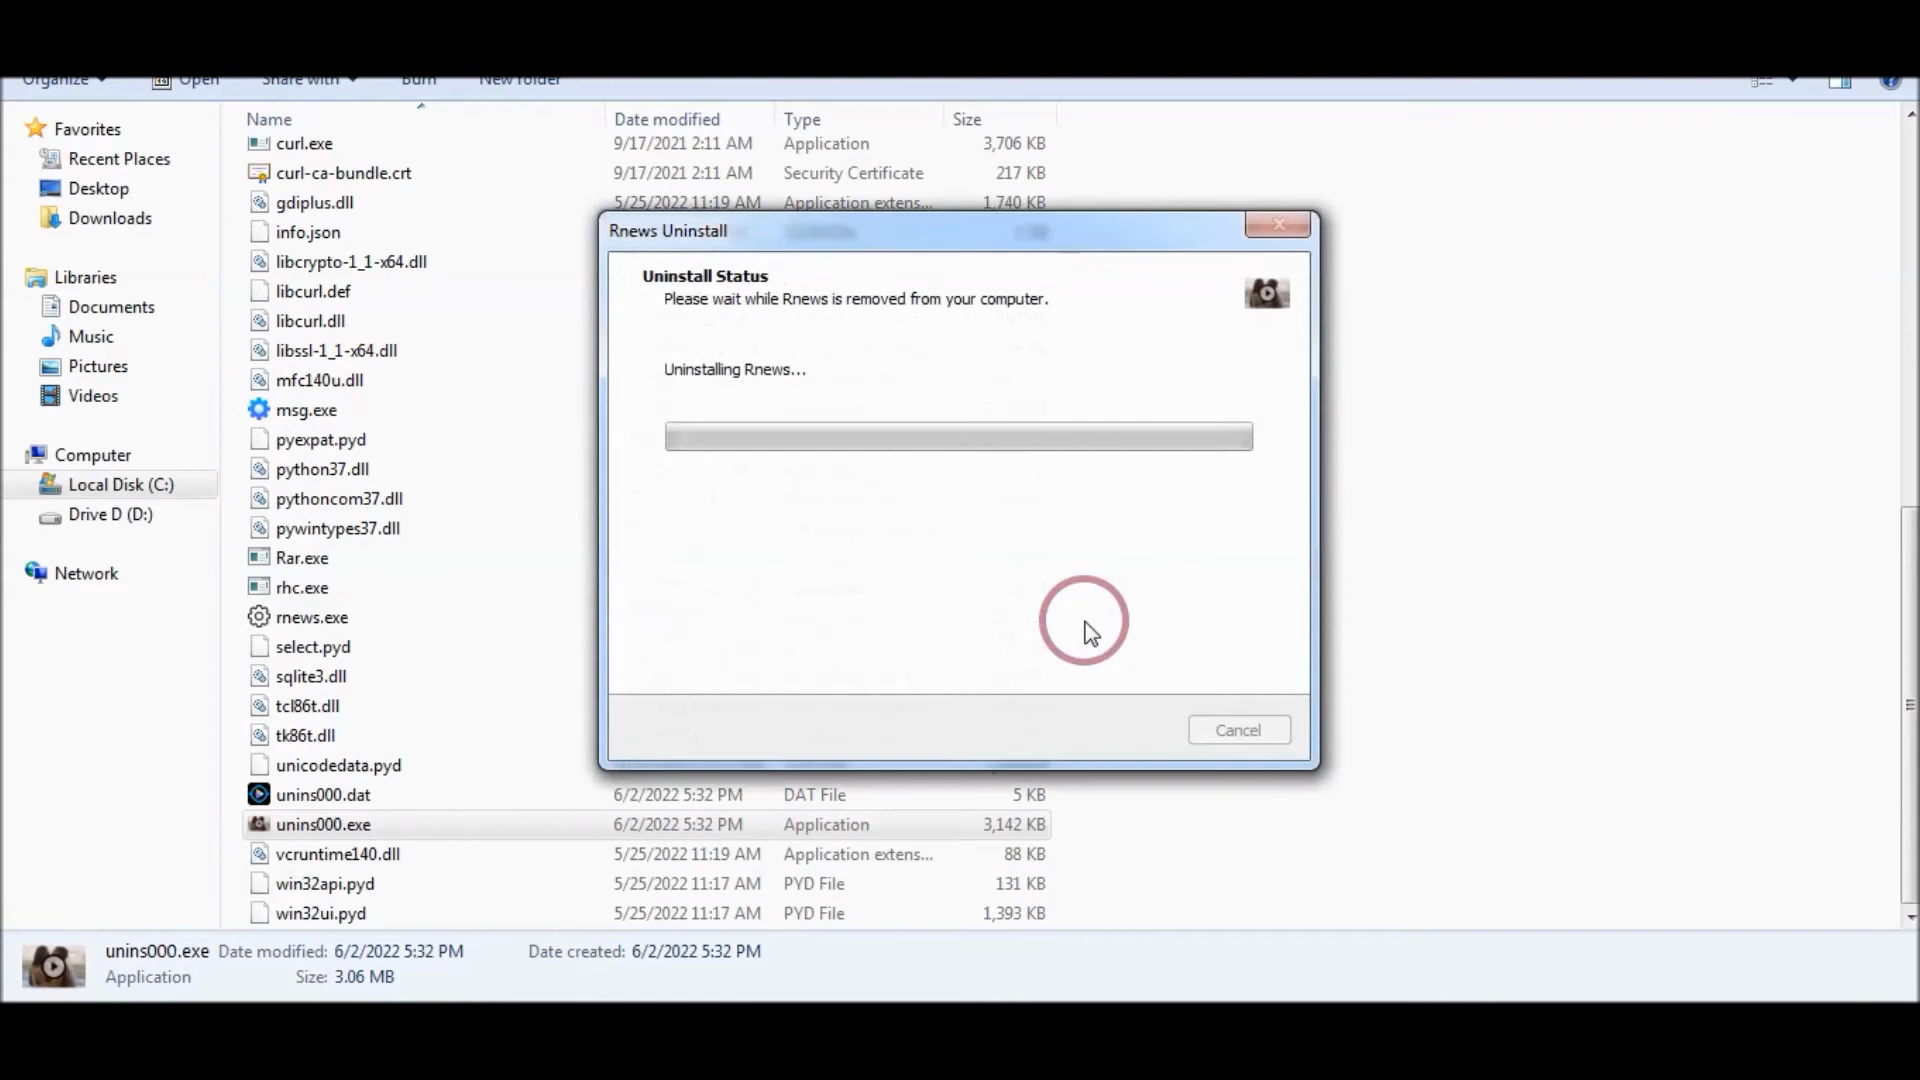 Organize Open Share with Burn New folder
Name Date modified Type Size
Favorites
Recent Places
Desktop
Downloads
Libraries
Documents
Music
Pictures
Videos
Computer
Local Disk (C:)
Drive D (D:)
Network
curl.exe 9/17/2021 2:11 AM Application 3,706 KB
curl-ca-bundle.crt 9/17/2021 2:11 AM Security Certificate 217 KB
gdiplus.dll 5/25/2022 11:19 AM Application extens... 1,740 KB
info.json
libcrypto-1_1-x64.dll
libcurl.def
libcurl.dll
libssl-1_1-x64.dll
mfc140u.dll
msg.exe
pyexpat.pyd
python37.dll
pythoncom37.dll
pywintypes37.dll
Rar.exe
rhc.exe
rnews.exe
select.pyd
sqlite3.dll
tcl86t.dll
tk86t.dll
unicodedata.pyd
unins000.dat 6/2/2022 5:32 PM DAT File 5 KB
unins000.exe 6/2/2022 5:32 PM Application 3,142 KB
vcruntime140.dll 5/25/2022 11:19 AM Application extens... 88 KB
win32api.pyd 5/25/2022 11:17 AM PYD File 131 KB
win32ui.pyd 5/25/2022 11:17 AM PYD File 1,393 KB
Rnews Uninstall
Uninstall Status
Please wait while Rnews is removed from your computer.
Uninstalling Rnews...
Cancel
unins000.exe Date modified: 6/2/2022 5:32 PM Date created: 6/2/2022 5:32 PM
Application Size: 3.06 MB